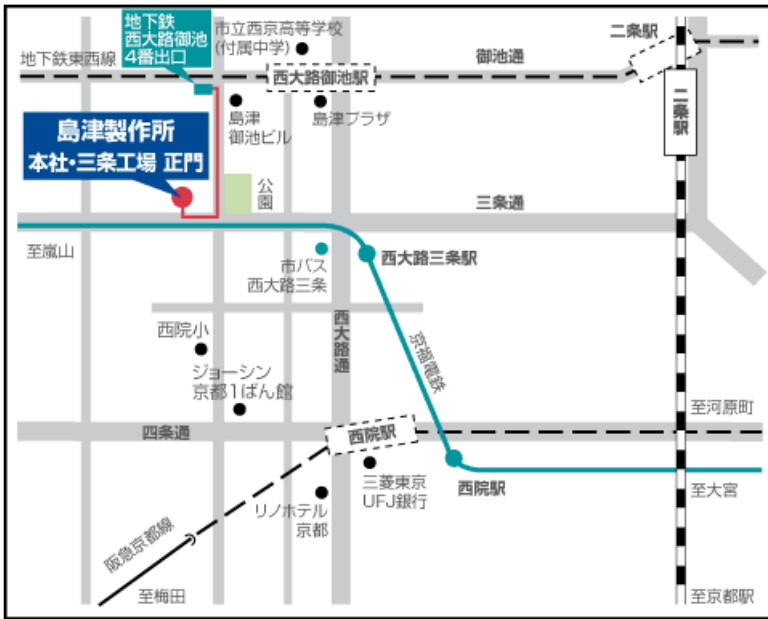 地下鉄
西大路御池
4番出口
市立西京高等学校
(付属中学)
二条駅
地下鉄東西線
御池通
西大路御池駅
二条駅
島津
御池ビル
島津プラザ
島津製作所
本社・三条工場 正門
公園
三条通
至嵐山
市バス
西大路三条
西大路三条駅
西院小
西大路通
京福電鉄
ジョーシン
京都1ばん館
至河原町
四条通
西院駅
三菱東京
UFJ銀行
西院駅
至大宮
リノホテル
京都
阪急京都線
至梅田
至京都駅